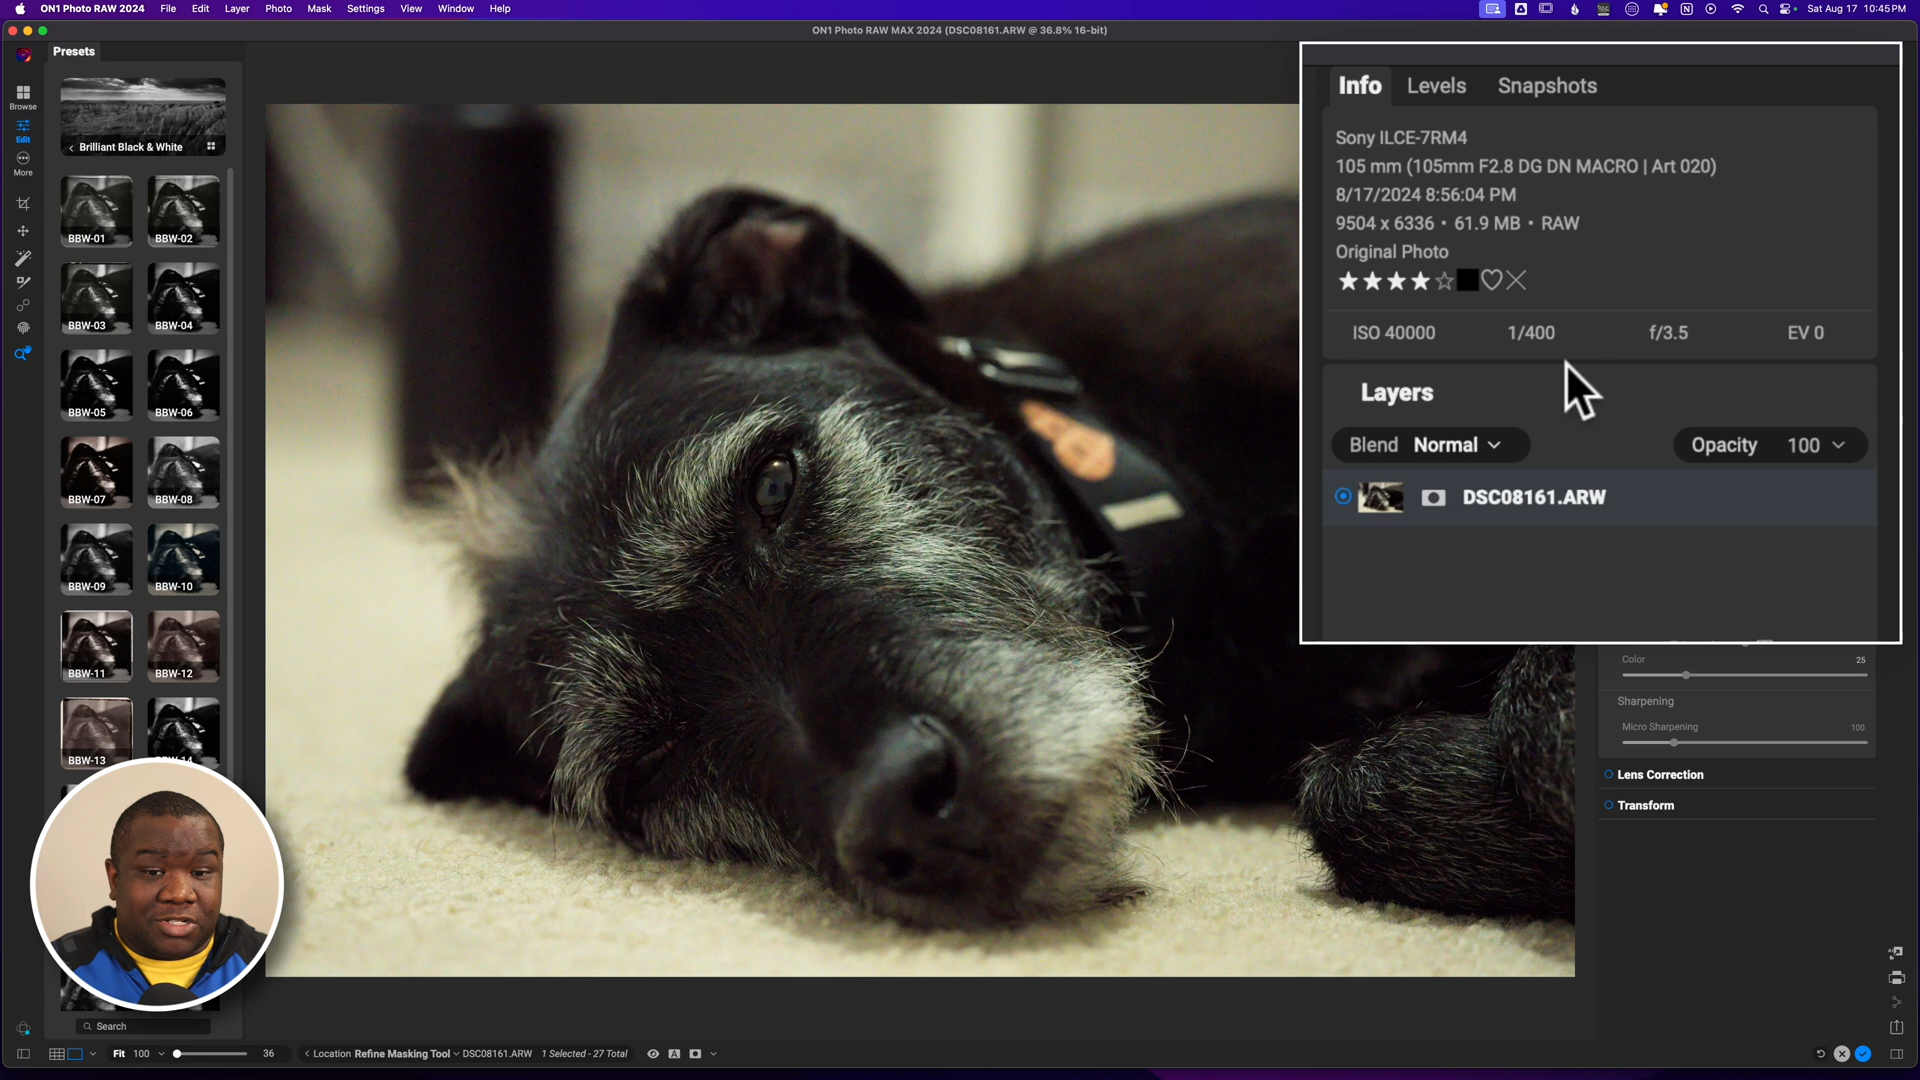 ON1 Photo RAW 2024 File Edit Layer Photo Mask Settings View Window Help Sat Aug 17 10:45 PM
ON1 Photo RAW MAX 2024 (DSC08161.ARW @ 36.8% 16-bit)
Presets
Browse
Edit
More
Brilliant Black & White
BBW-01 BBW-02
BBW-03 BBW-04
BBW-05 BBW-06
BBW-07 BBW-08
BBW-09 BBW-10
BBW-11 BBW-12
BBW-13 BBW-14
Search
Info Levels Snapshots
Sony ILCE-7RM4
105 mm (105mm F2.8 DG DN MACRO | Art 020)
8/17/2024 8:56:04 PM
9504 x 6336 • 61.9 MB • RAW
Original Photo
ISO 40000 1/400 f/3.5 EV 0
Layers
Blend Normal Opacity 100
DSC08161.ARW
Color 25
Sharpening
Micro Sharpening 100
Lens Correction
Transform
Fit 100 36 Location Refine Masking Tool DSC08161.ARW 1 Selected - 27 Total